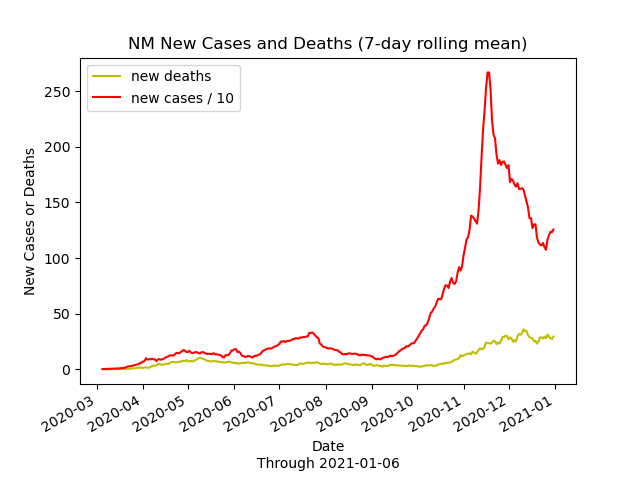 NM New Cases and Deaths (7-day rolling mean)
new deaths
new cases / 10
New Cases or Deaths
250
200
150
100
50
0
2020-03
2020-04
2020-05
2020-06
2020-07
2020-08
2020-09
2020-10
2020-11
2020-12
2021-01
Date
Through 2021-01-06